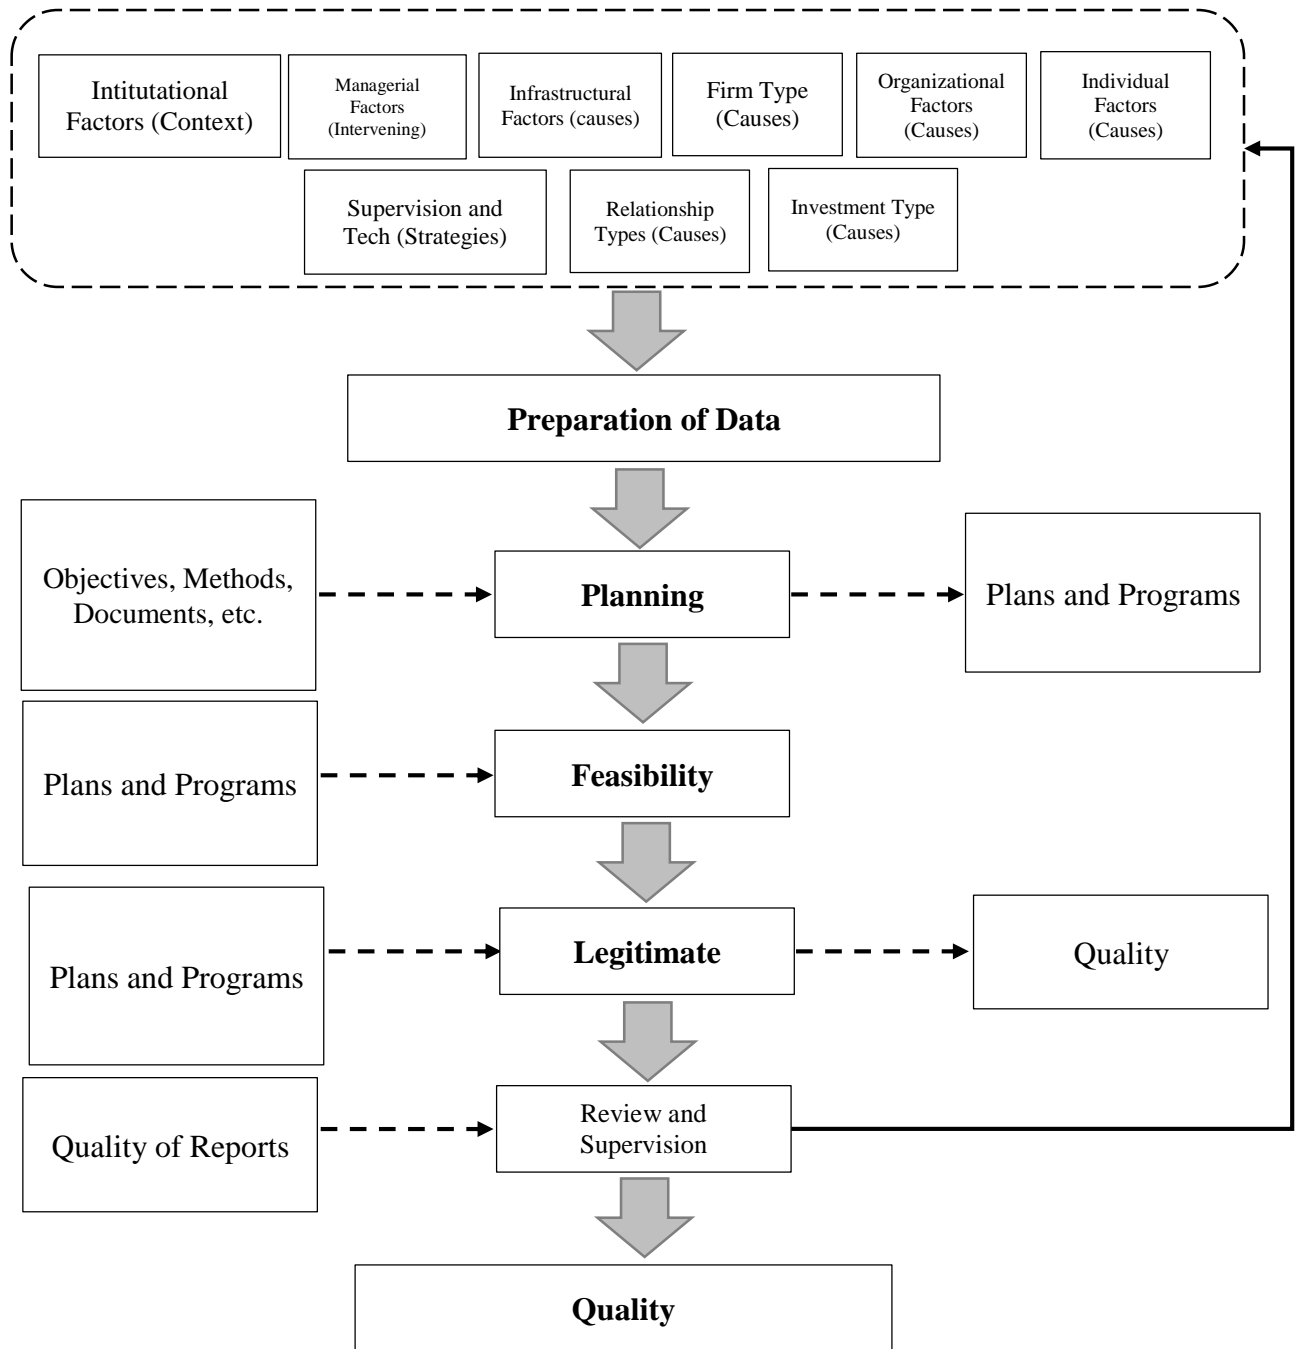 Intitutational
Factors (Context)
Managerial
Factors
(Intervening)
Infrastructural
Factors (causes)
Firm Type
(Causes)
Organizational
Factors
(Causes)
Individual
Factors
(Causes)
Supervision and
Tech (Strategies)
Relationship
Types (Causes)
Investment Type
(Causes)
Preparation of Data
Objectives, Methods,
Documents, etc.
Planning
Plans and Programs
Plans and Programs
Feasibility
Plans and Programs
Legitimate
Quality
Quality of Reports
Review and
Supervision
Quality